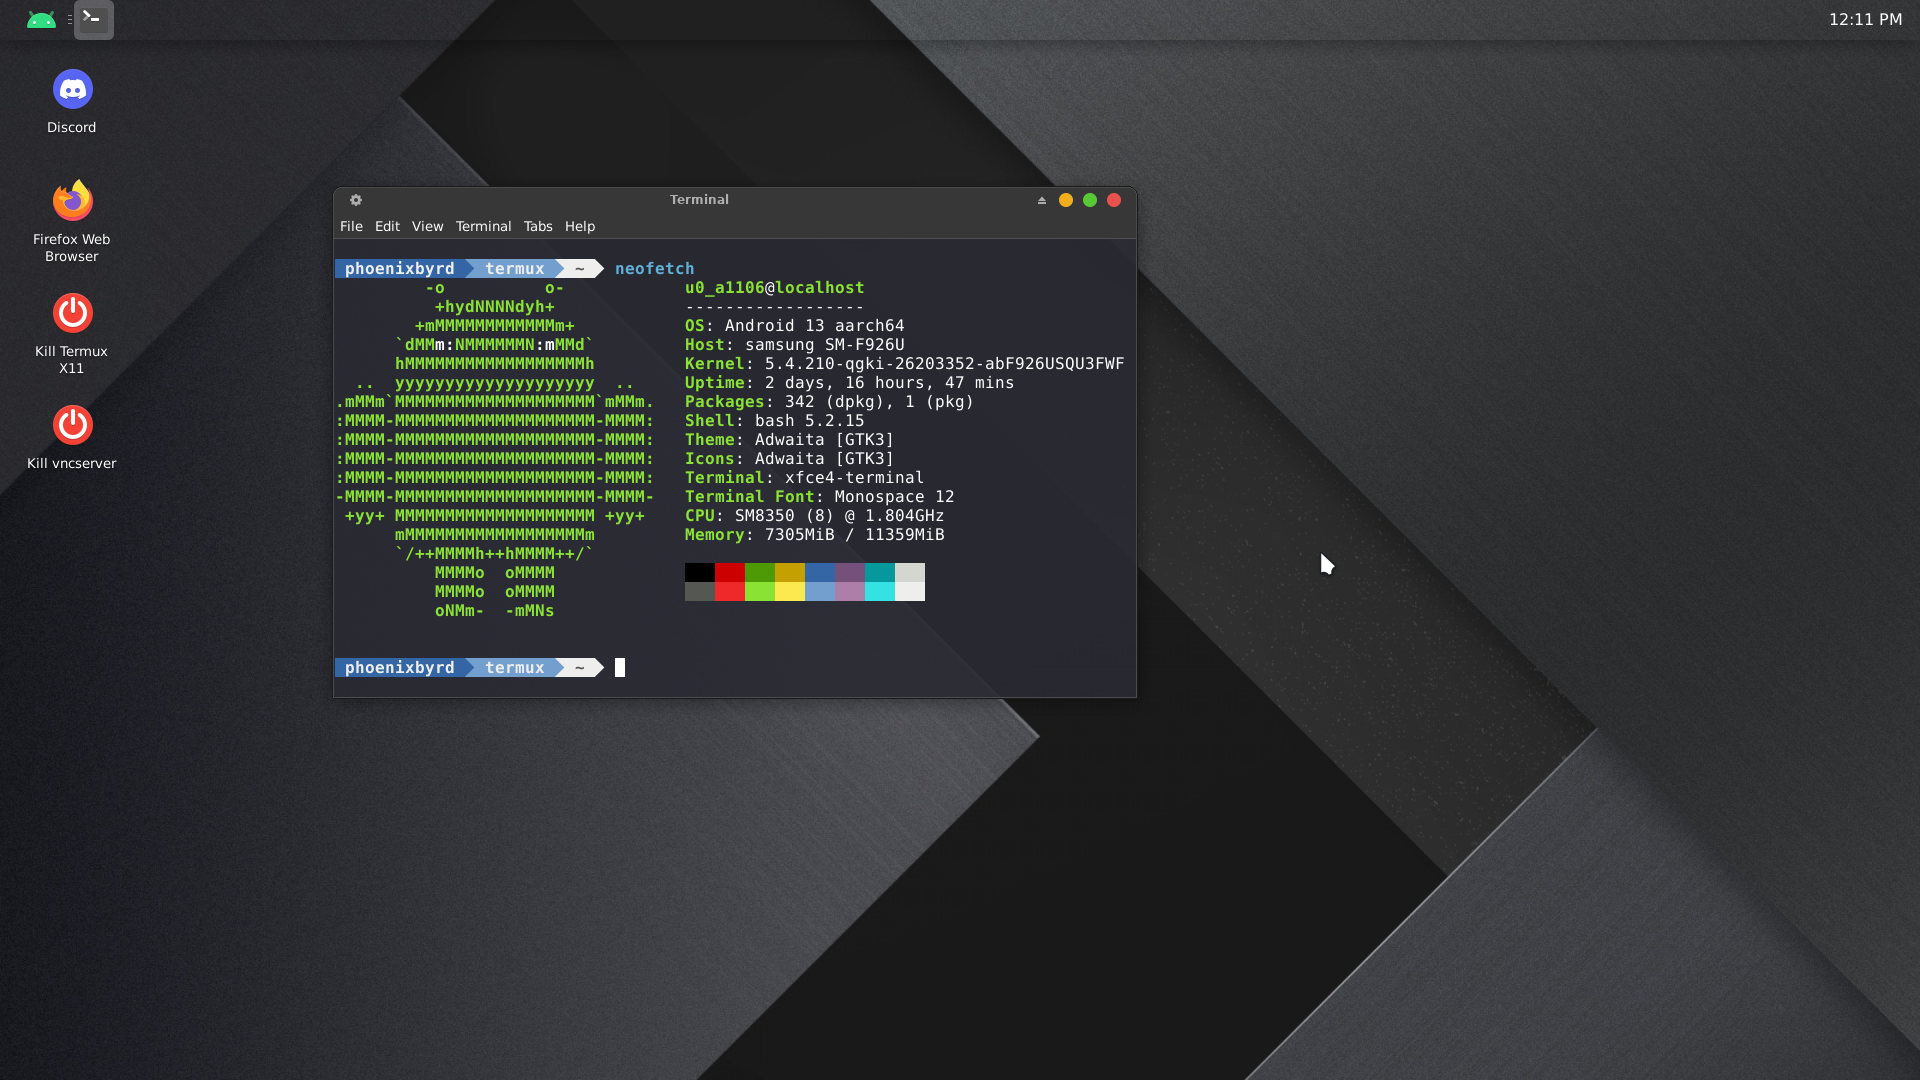 12:11 PM
Discord
Firefox Web
Browser
Kill Termux
X11
Kill vncserver
Terminal
File Edit View Terminal Tabs Help
phoenixbyrd termux ~ neofetch
-o o- u0_a1106@localhost
+hydNNNNdyh+ ------------------
+mMMMMMMMMMMMMm+ OS: Android 13 aarch64
`dMMm:NMMMMMMN:mMMd` Host: samsung SM-F926U
hMMMMMMMMMMMMMMMMMMh Kernel: 5.4.210-qgki-26203352-abF926USQU3FWF
.. yyyyyyyyyyyyyyyyyyyy .. Uptime: 2 days, 16 hours, 47 mins
.mMMm`MMMMMMMMMMMMMMMMMMMM`mMMm. Packages: 342 (dpkg), 1 (pkg)
:MMMM-MMMMMMMMMMMMMMMMMMMM-MMMM: Shell: bash 5.2.15
:MMMM-MMMMMMMMMMMMMMMMMMMM-MMMM: Theme: Adwaita [GTK3]
:MMMM-MMMMMMMMMMMMMMMMMMMM-MMMM: Icons: Adwaita [GTK3]
:MMMM-MMMMMMMMMMMMMMMMMMMM-MMMM: Terminal: xfce4-terminal
-MMMM-MMMMMMMMMMMMMMMMMMMM-MMMM- Terminal Font: Monospace 12
+yy+ MMMMMMMMMMMMMMMMMMMM +yy+ CPU: SM8350 (8) @ 1.804GHz
mMMMMMMMMMMMMMMMMMMm Memory: 7305MiB / 11359MiB
`/++MMMMh++hMMMM++/`
MMMMo oMMMM
MMMMo oMMMM
oNMm- -mMNs
phoenixbyrd termux ~